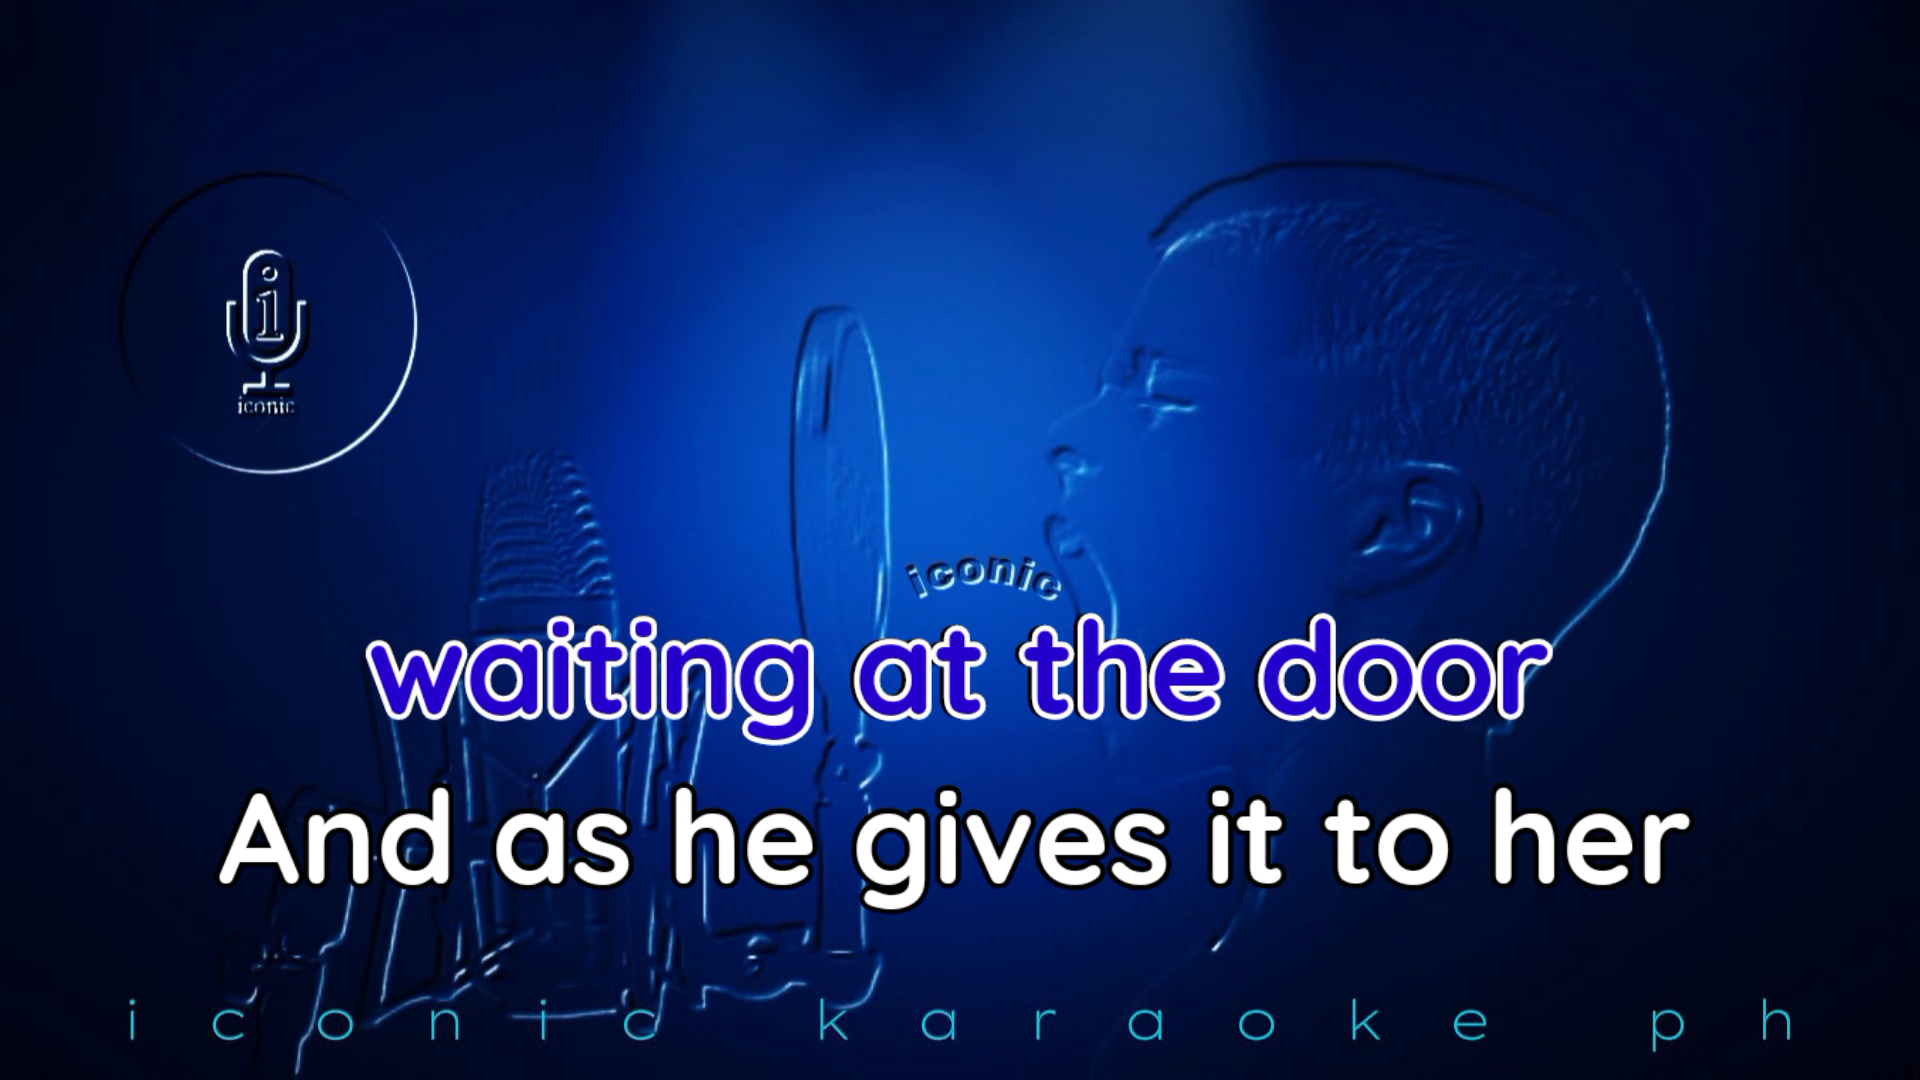 i
iconic
iconic
waiting at the door
And as he gives it to her
iconic karaoke ph